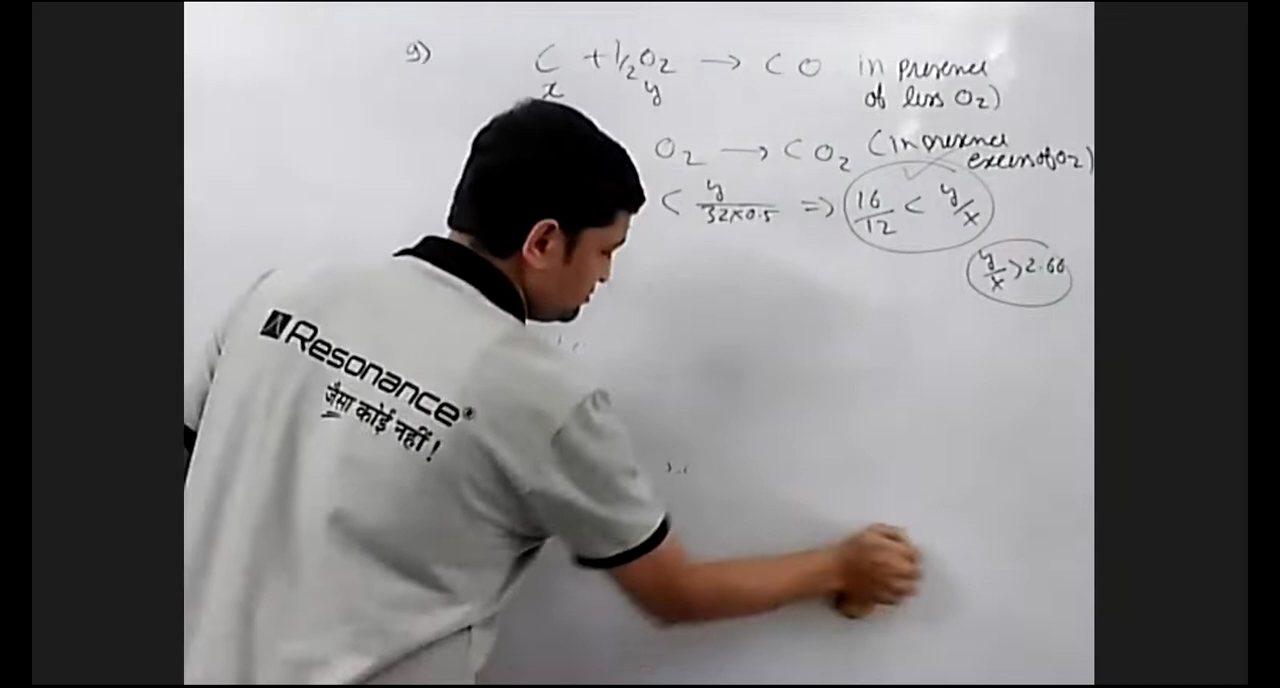 9) C + 1/2 O2 → CO in presence
x y of less O2)
O2 → CO2 (in presence
excess of O2)
< y/32×0.5 ⇒ 16/12 < y/x
y/x > 2.66
Resonance®
जैसा कोई नहीं !